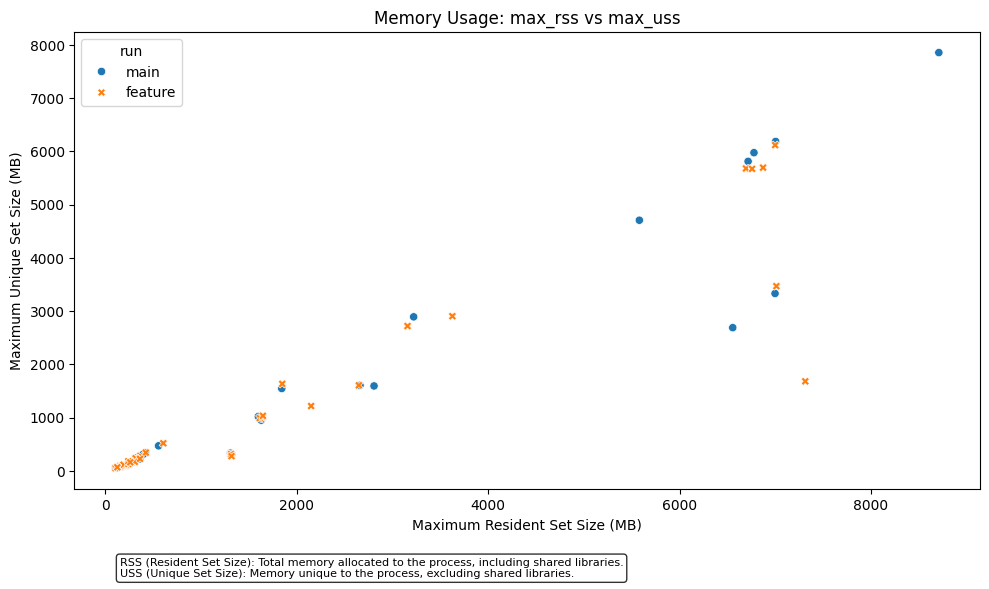 Memory Usage: max_rss vs max_uss
run
main
feature
Maximum Unique Set Size (MB)
8000
7000
6000
5000
4000
3000
2000
1000
0
0 2000 4000 6000 8000
Maximum Resident Set Size (MB)
RSS (Resident Set Size): Total memory allocated to the process, including shared libraries.
USS (Unique Set Size): Memory unique to the process, excluding shared libraries.